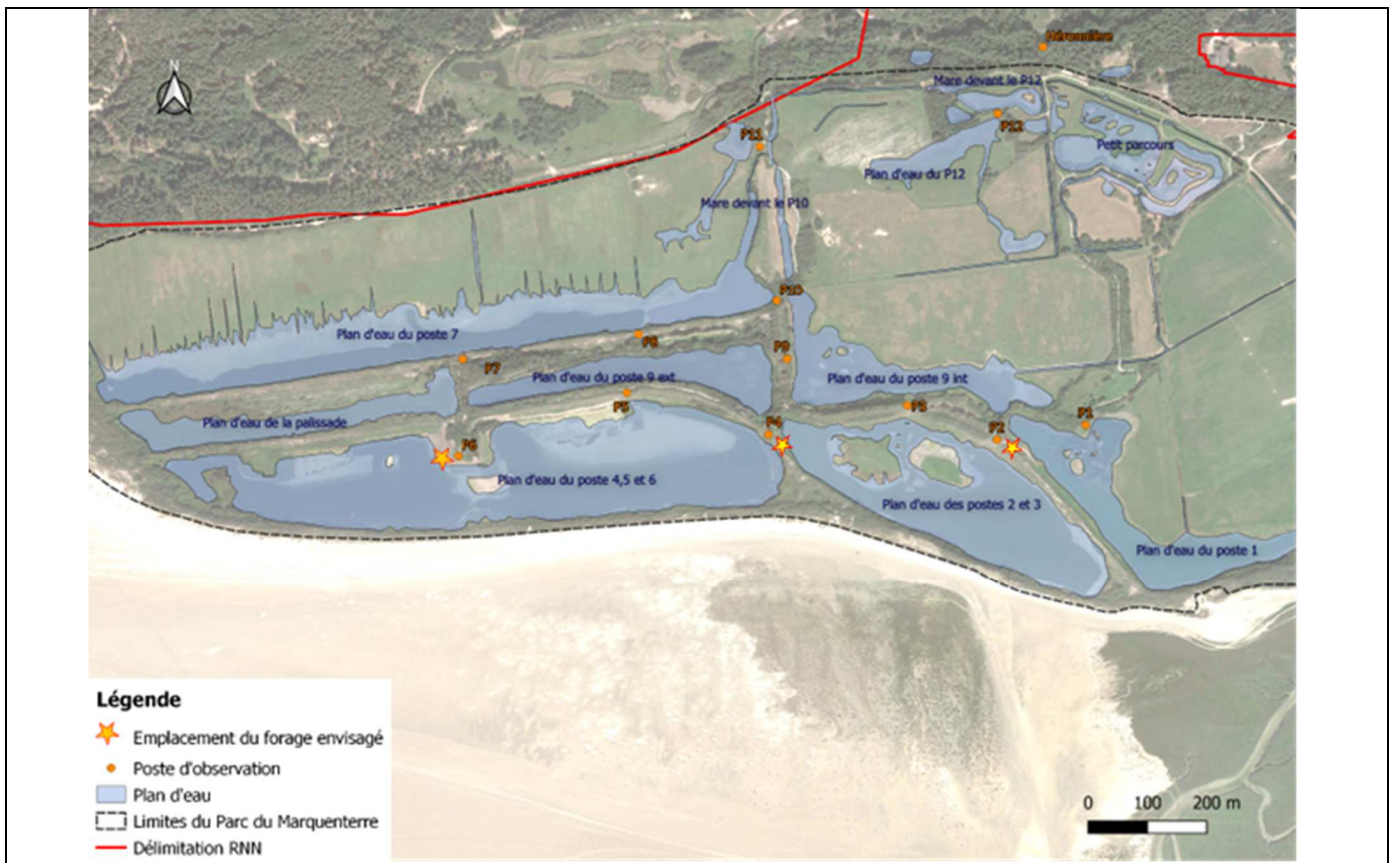 Héronnière
N
Mare devant le P12
P12
P11
Petit parcours
Plan d'eau du P12
Mare devant le P10
P10
Plan d'eau du poste 7
P8
P9
P7
Plan d'eau du poste 9 ext
Plan d'eau du poste 9 int
P5
P3
Plan d'eau de la palissade
P4
P2
P1
P6
Plan d'eau du poste 4,5 et 6
Plan d'eau des postes 2 et 3
Plan d'eau du poste 1
Légende
Emplacement du forage envisagé
Poste d'observation
Plan d'eau
Limites du Parc du Marquenterre
Délimitation RNN
0 100 200 m